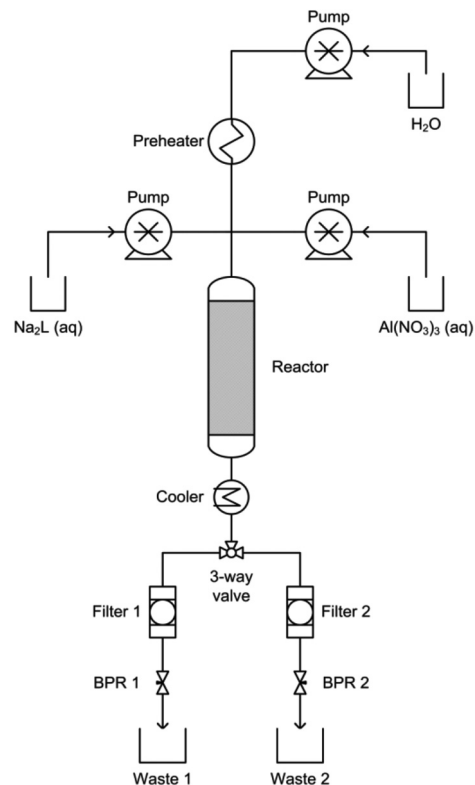 Pump
H₂O
Preheater
Pump
Pump
Na₂L (aq)
Al(NO₃)₃ (aq)
Reactor
Cooler
3-way
valve
Filter 1
Filter 2
BPR 1
BPR 2
Waste 1
Waste 2